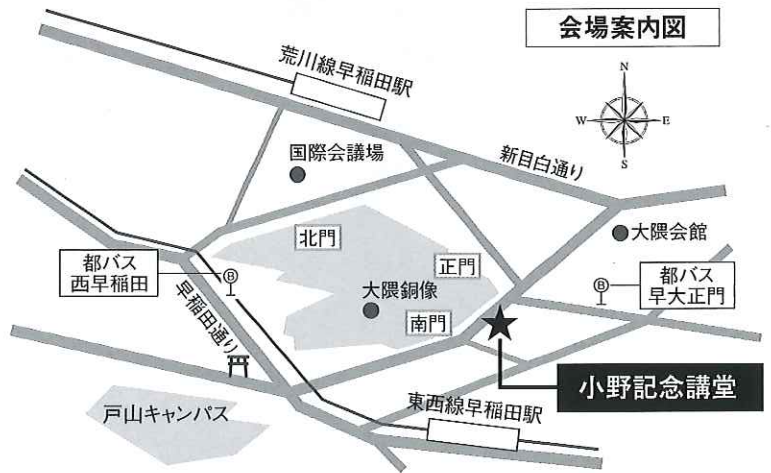 会場案内図
荒川線早稲田駅
N
W
E
S
国際会議場
新目白通り
北門
大隈会館
正門
都バス
西早稲田
B
大隈銅像
都バス
早大正門
B
早稲田通り
南門
小野記念講堂
戸山キャンパス
東西線早稲田駅